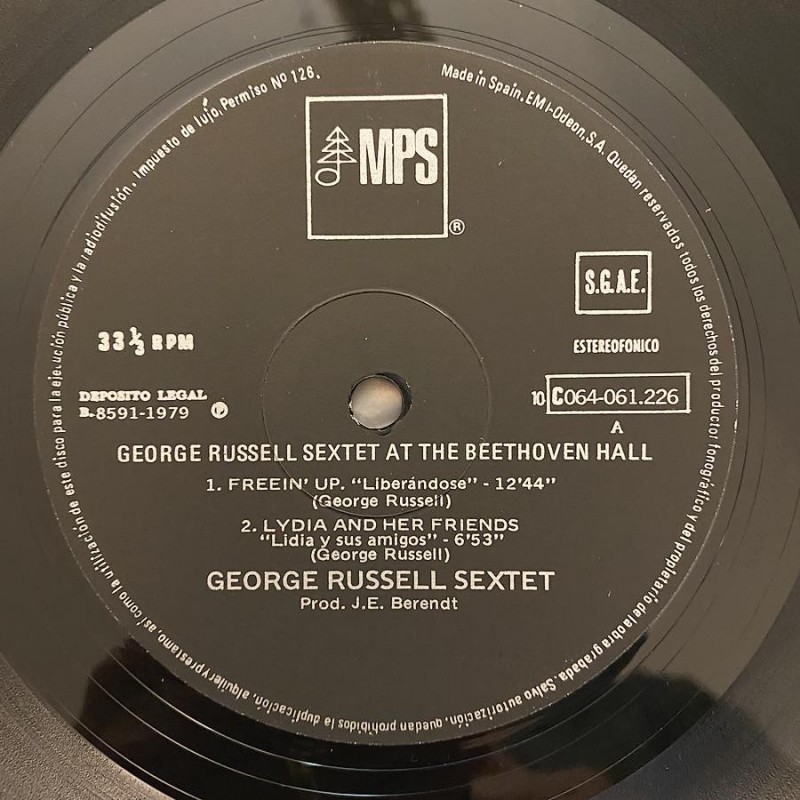 Impuesto de lujo, Permiso Nº 126.
Made in Spain. EMI-Odeon, S.A. Quedan reservados todos los derechos del productor fonográfico y del propietario de la obra grabada. Salvo autorización, quedan prohibidos la duplicación, alquiler y prestamo, así como la utilización de este disco para la ejecución pública y la radiodifusión.
MPS
®
S.G.A.E.
33⅓ RPM
ESTEREOFONICO
DEPOSITO LEGAL
B.-8591-1979 ℗
10 C064-061.226
A
GEORGE RUSSELL SEXTET AT THE BEETHOVEN HALL
1. FREEIN' UP. "Liberándose" - 12'44"
(George Russell)
2. LYDIA AND HER FRIENDS
"Lidia y sus amigos" - 6'53"
(George Russell)
GEORGE RUSSELL SEXTET
Prod. J.E. Berendt